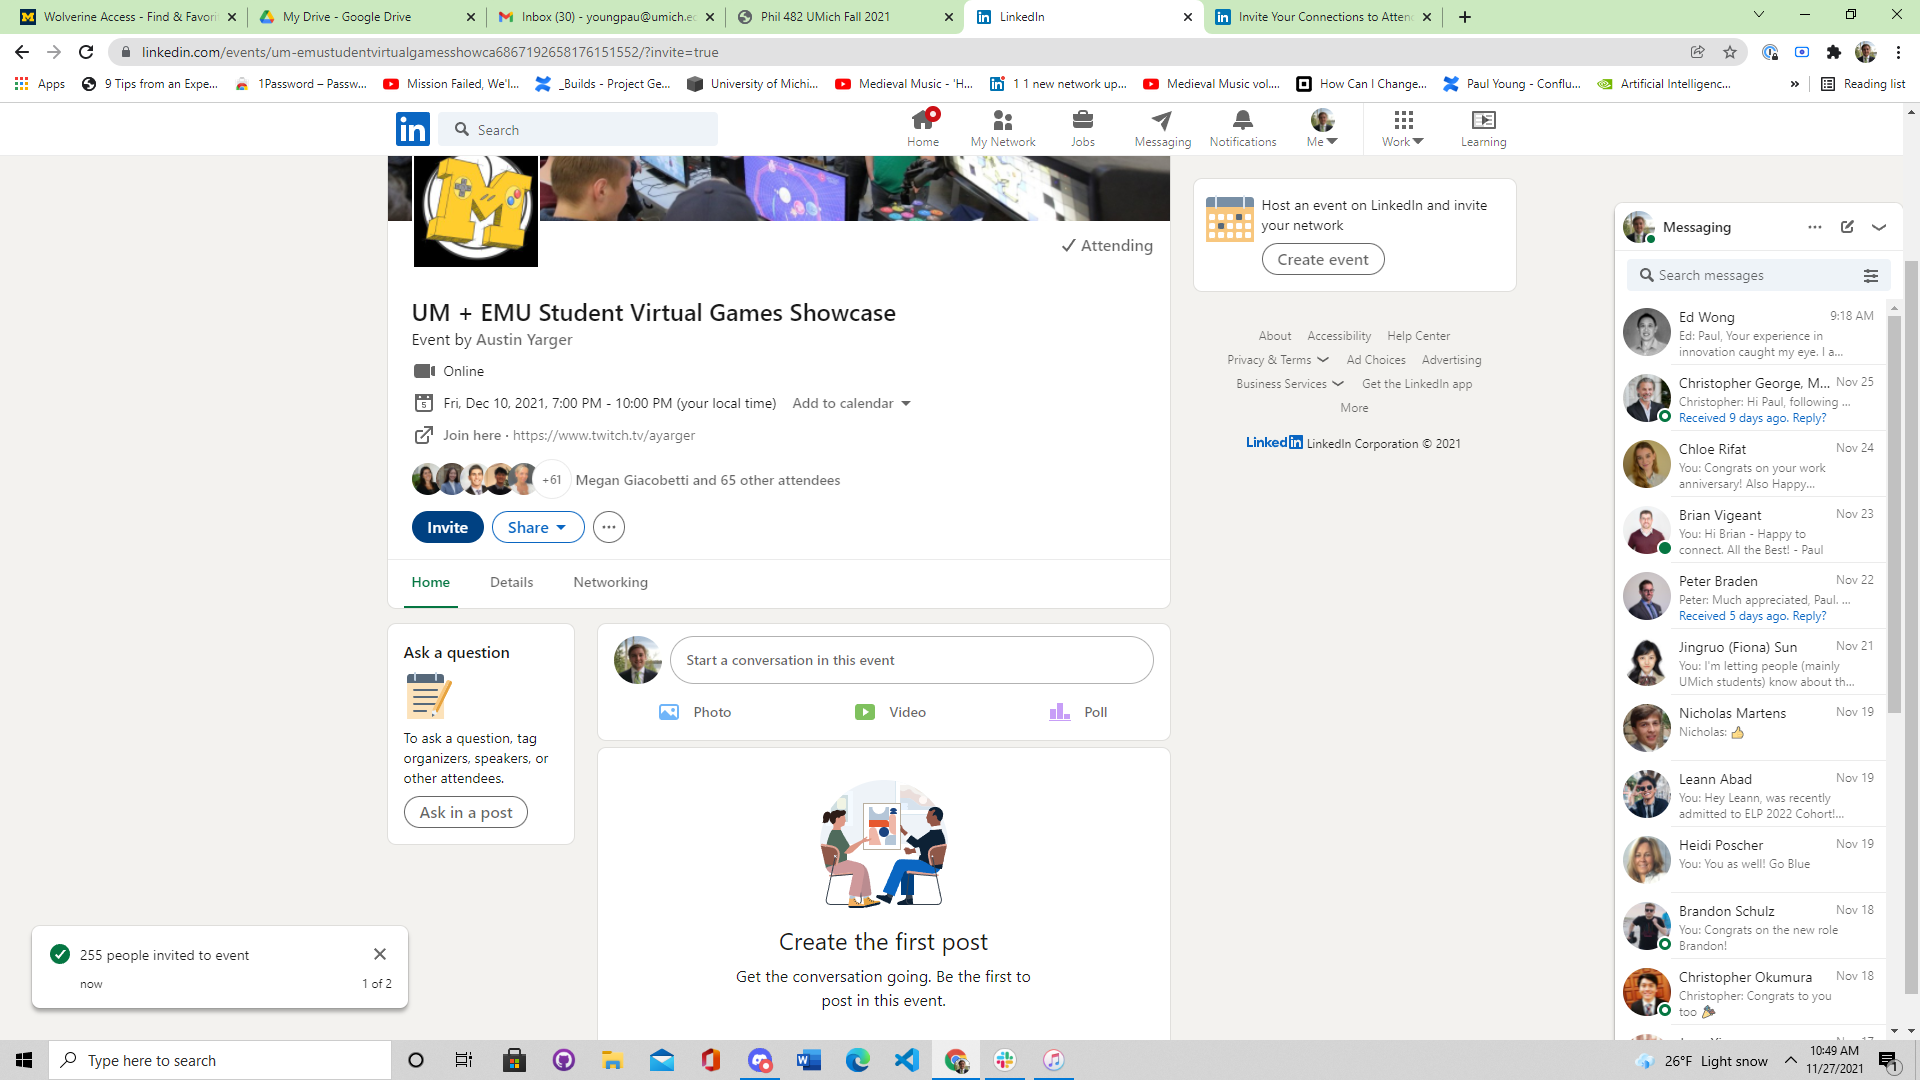 Wolverine Access - Find & Favori
My Drive - Google Drive
Inbox (30) - youngpau@umich.ed
Phil 482 UMich Fall 2021
LinkedIn
Invite Your Connections to Attend
linkedin.com/events/um-emustudentvirtualgamesshowca6867192658176151552/?invite=true
Apps
9 Tips from an Expe...
1Password – Passw...
Mission Failed, We'l...
_Builds - Project Ge...
University of Michi...
Medieval Music - 'H...
1 1 new network up...
Medieval Music vol....
How Can I Change...
Paul Young - Conflu...
Artificial Intelligenc...
»
Reading list
in
Search
Home
My Network
Jobs
Messaging
Notifications
Me
Work
Learning
M
Attending
UM + EMU Student Virtual Games Showcase
Event by Austin Yarger
Online
Fri, Dec 10, 2021, 7:00 PM - 10:00 PM (your local time) Add to calendar
Join here · https://www.twitch.tv/ayarger
+61 Megan Giacobetti and 65 other attendees
Invite Share
Home Details Networking
Ask a question
To ask a question, tag
organizers, speakers, or
other attendees.
Ask in a post
Start a conversation in this event
Photo Video Poll
Create the first post
Get the conversation going. Be the first to
post in this event.
Host an event on LinkedIn and invite
your network
Create event
About Accessibility Help Center
Privacy & Terms Ad Choices Advertising
Business Services Get the LinkedIn app
More
LinkedIn LinkedIn Corporation © 2021
Messaging
Search messages
Ed Wong 9:18 AM
Ed: Paul, Your experience in
innovation caught my eye. I a...
Christopher George, M... Nov 25
Christopher: Hi Paul, following ...
Received 9 days ago. Reply?
Chloe Rifat Nov 24
You: Congrats on your work
anniversary! Also Happy...
Brian Vigeant Nov 23
You: Hi Brian - Happy to
connect. All the Best! - Paul
Peter Braden Nov 22
Peter: Much appreciated, Paul. ...
Received 5 days ago. Reply?
Jingruo (Fiona) Sun Nov 21
You: I'm letting people (mainly
UMich students) know about th...
Nicholas Martens Nov 19
Nicholas: 👍
Leann Abad Nov 19
You: Hey Leann, was recently
admitted to ELP 2022 Cohort!...
Heidi Poscher Nov 19
You: You as well! Go Blue
Brandon Schulz Nov 18
You: Congrats on the new role
Brandon!
Christopher Okumura Nov 18
Christopher: Congrats to you
too 🎉
255 people invited to event
now 1 of 2
Type here to search
26°F Light snow
10:49 AM
11/27/2021
1